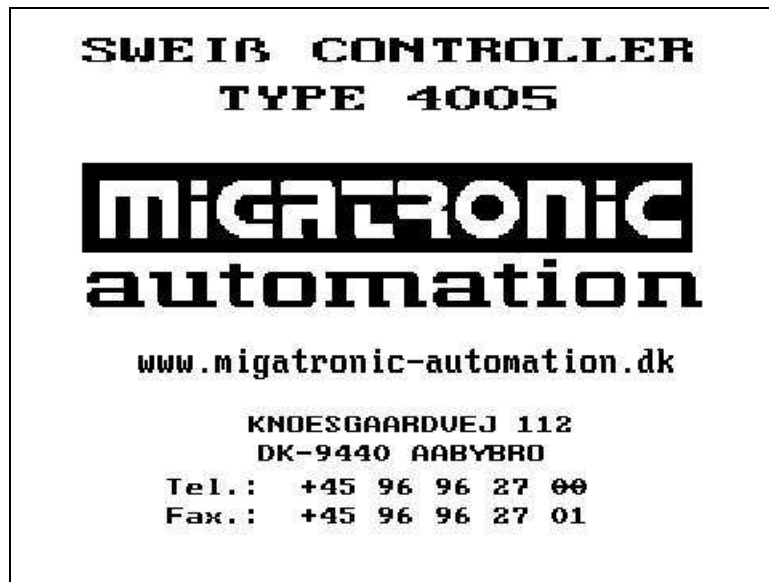 SWEIß CONTROLLER
TYPE 4005
migatronic
automation
www.migatronic-automation.dk
KNOESGAARDVEJ 112
DK-9440 AABYBRO
Tel.: +45 96 96 27 00
Fax.: +45 96 96 27 01